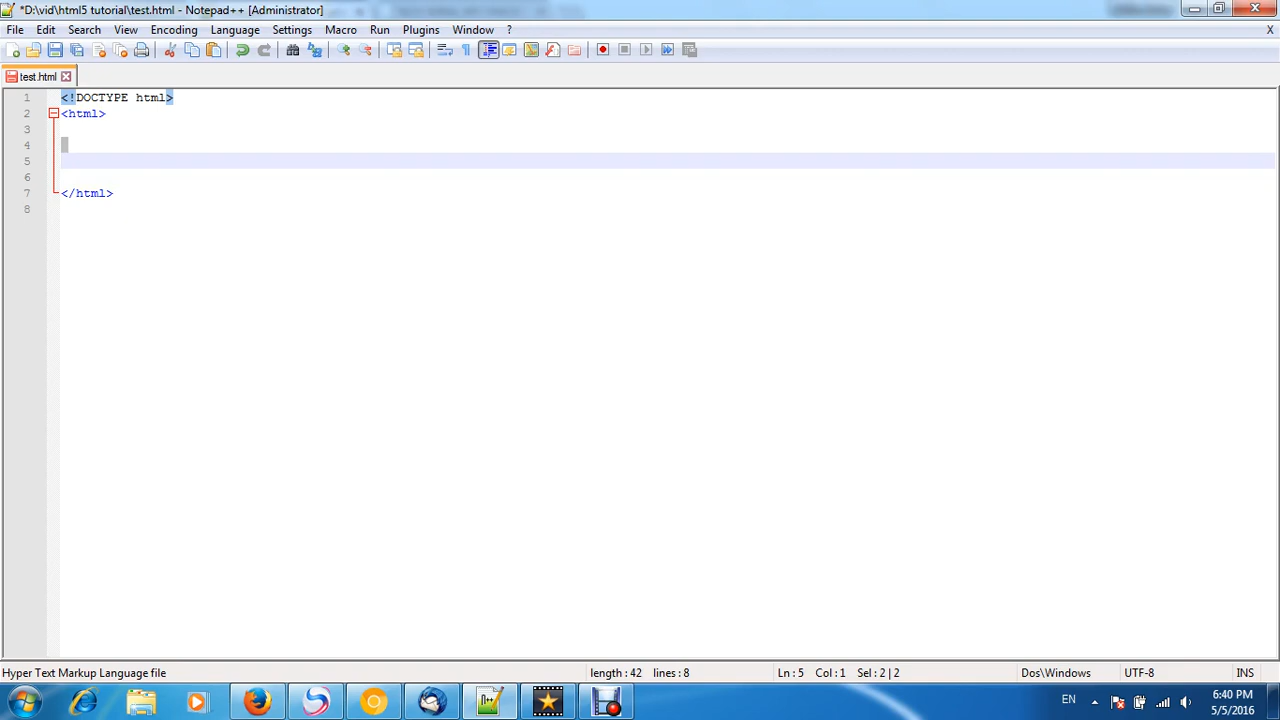 *D:\vid\html5 tutorial\test.html - Notepad++ [Administrator]
File Edit Search View Encoding Language Settings Macro Run Plugins Window ? X
test.html
1 <!DOCTYPE html>
2 <html>
3
4
5
6
7 </html>
8
Hyper Text Markup Language file length : 42 lines : 8 Ln : 5 Col : 1 Sel : 2 | 2 Dos\Windows UTF-8 INS
EN 6:40 PM
5/5/2016